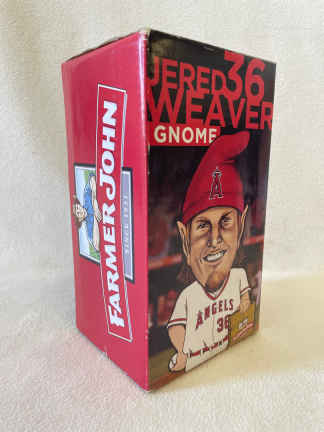 JERED 36
WEAVER
GNOME
A
ANGELS
36
FARMER JOHN
SINCE 1931